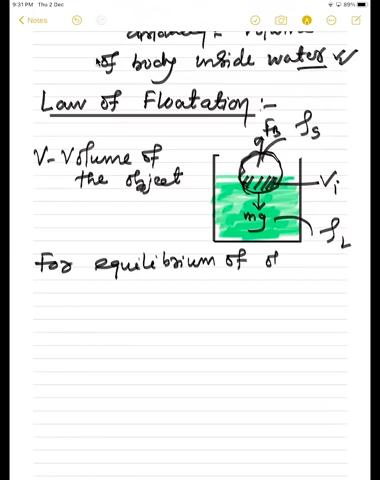 9:31 PM Thu 2 Dec
89%
Notes
of body inside water
Law of Floatation :-
V- Volume of
the object
FB
ρS
Vi
mg
ρL
For equilibrium of